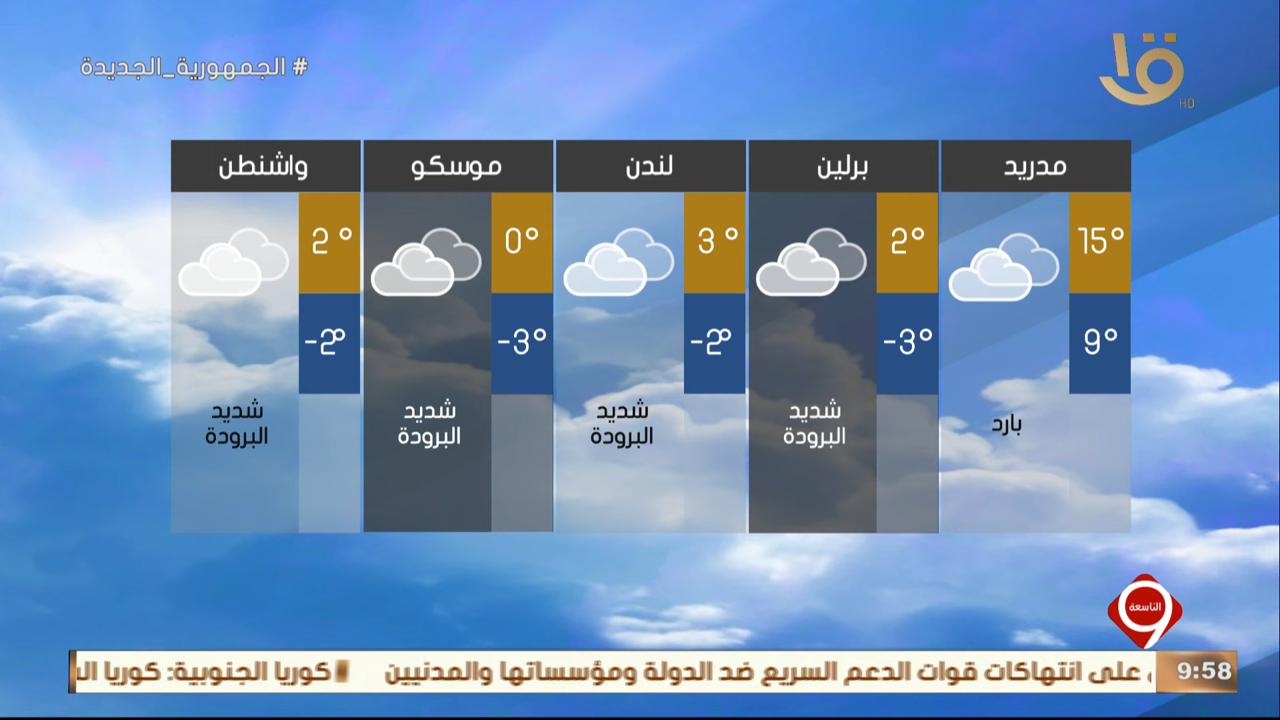 # الجمهورية_الجديدة
HD
مدريد
15°
9°
بارد
برلين
2°
-3°
شديد
البرودة
لندن
3°
-2°
شديد
البرودة
موسكو
0°
-3°
شديد
البرودة
واشنطن
2°
-2°
شديد
البرودة
التاسعة
9
9:58
على انتهاكات قوات الدعم السريع ضد الدولة ومؤسساتها والمدنيين
كوريا الجنوبية: كوريا